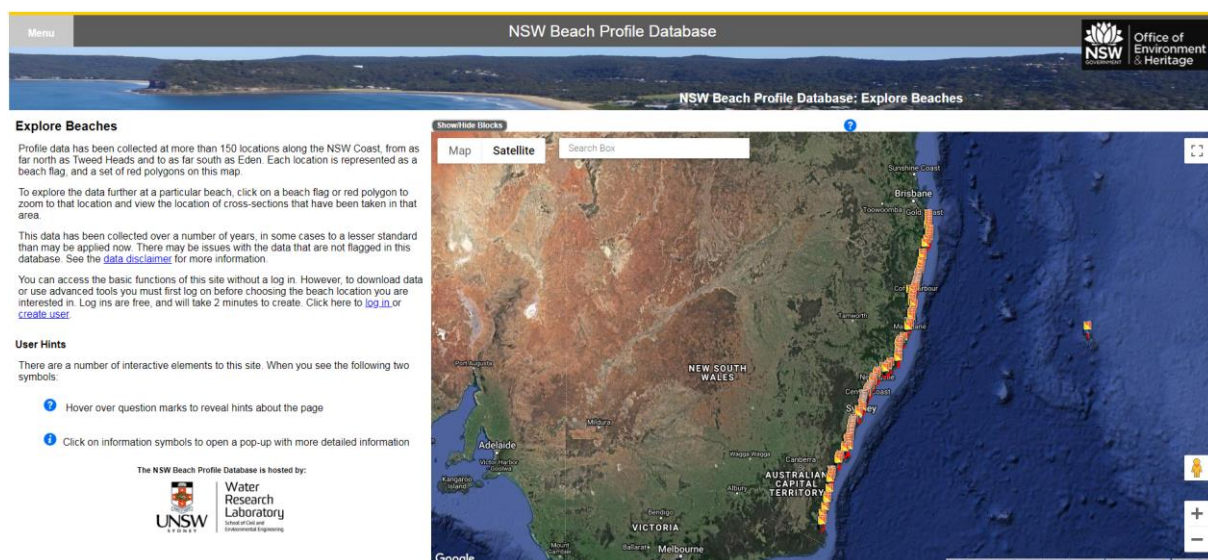 Menu
NSW Beach Profile Database
NSW
GOVERNMENT
Office of
Environment
& Heritage
NSW Beach Profile Database: Explore Beaches
Explore Beaches
Profile data has been collected at more than 150 locations along the NSW Coast, from as
far north as Tweed Heads and to as far south as Eden. Each location is represented as a
beach flag, and a set of red polygons on this map.
To explore the data further at a particular beach, click on a beach flag or red polygon to
zoom to that location and view the location of cross-sections that have been taken in that
area.
This data has been collected over a number of years, in some cases to a lesser standard
than may be applied now. There may be issues with the data that are not flagged in this
database. See the data disclaimer for more information.
You can access the basic functions of this site without a log in. However, to download data
or use advanced tools you must first log on before choosing the beach location you are
interested in. Log ins are free, and will take 2 minutes to create. Click here to log in or
create user.
User Hints
There are a number of interactive elements to this site. When you see the following two
symbols:
? Hover over question marks to reveal hints about the page
i Click on information symbols to open a pop-up with more detailed information
The NSW Beach Profile Database is hosted by:
UNSW
SYDNEY
Water
Research
Laboratory
School of Civil and
Environmental Engineering
Show/Hide Blocks
?
Map
Satellite
Search Box
Sunshine Coast
Brisbane
Toowoomba
Gold
Tamworth
Port Augusta
NEW SOUTH
WALES
Mildura
Sydney
Adelaide
Victor Harbor
Goolwa
Kangaroo
Island
Wagga Wagga
Canberra
AUSTRALIAN
CAPITAL
TERRITORY
Albury
Bendigo
VICTORIA
Mount
Gambier
Ballarat
Melbourne
Google
+
−